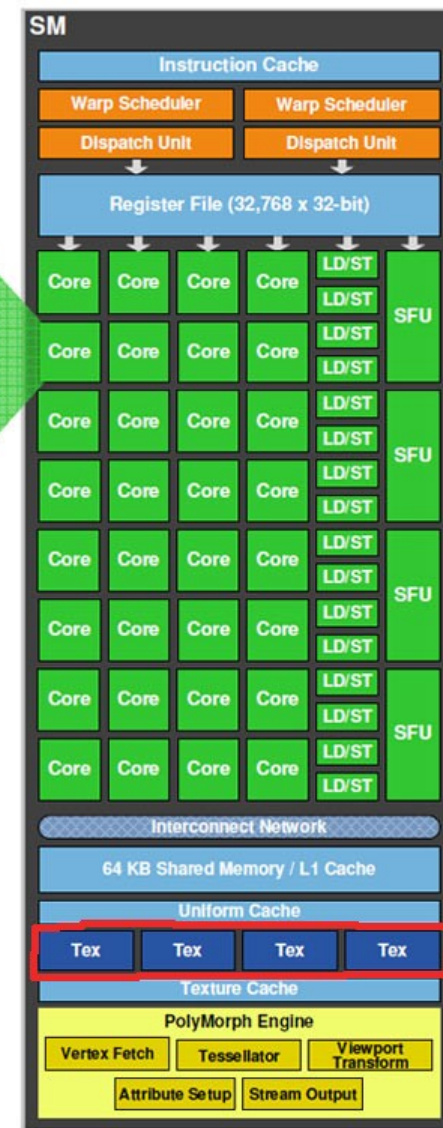 SM
Instruction Cache
Warp Scheduler Warp Scheduler
Dispatch Unit Dispatch Unit
Register File (32,768 x 32-bit)
LD/ST
Core Core Core Core
LD/ST
SFU
LD/ST
Core Core Core Core
LD/ST
LD/ST
Core Core Core Core
LD/ST
SFU
LD/ST
Core Core Core Core
LD/ST
LD/ST
Core Core Core Core
LD/ST
SFU
LD/ST
Core Core Core Core
LD/ST
LD/ST
Core Core Core Core
LD/ST
SFU
LD/ST
Core Core Core Core
LD/ST
Interconnect Network
64 KB Shared Memory / L1 Cache
Uniform Cache
Tex Tex Tex Tex
Texture Cache
PolyMorph Engine
Vertex Fetch Tessellator Viewport
Transform
Attribute Setup Stream Output